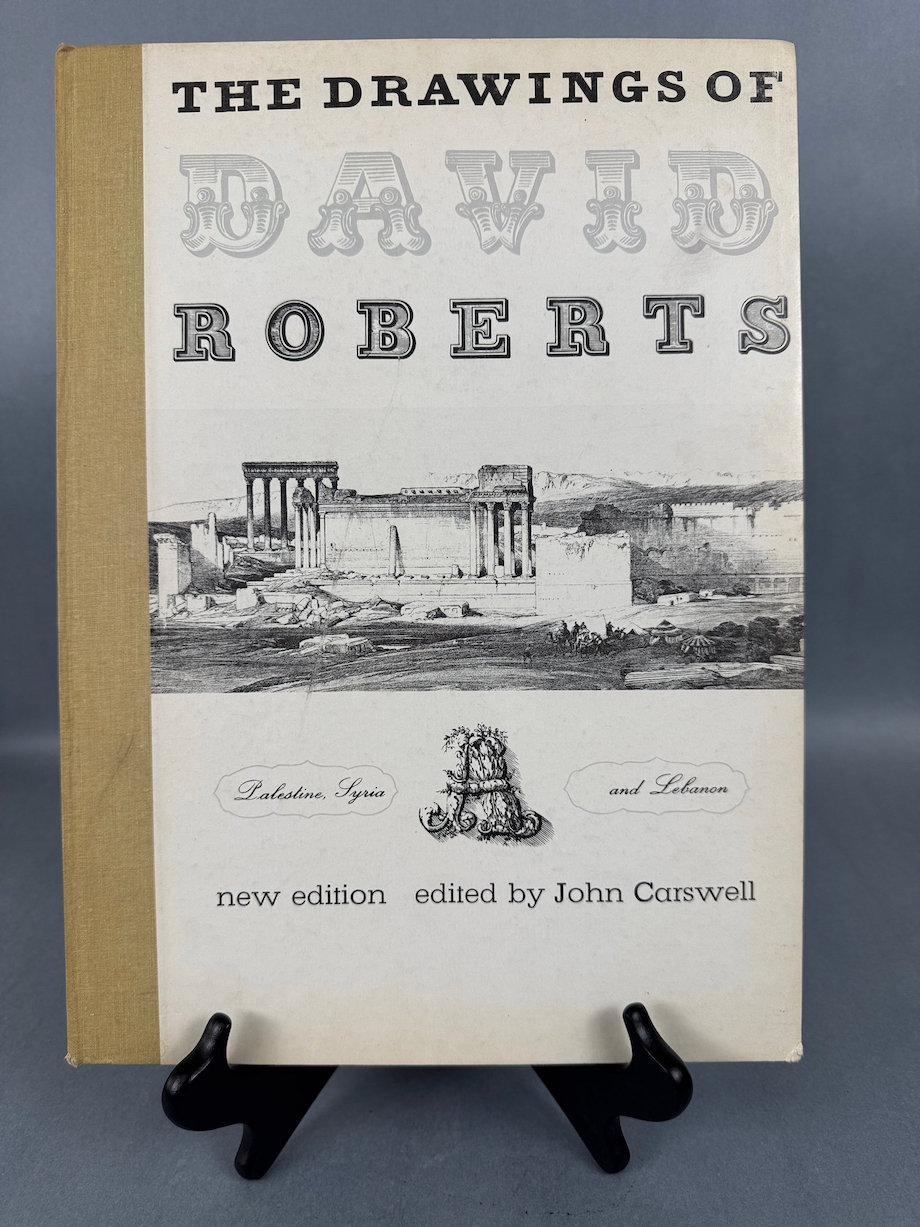 THE DRAWINGS OF
DAVID
ROBERTS
Palestine, Syria
A
and Lebanon
new edition edited by John Carswell